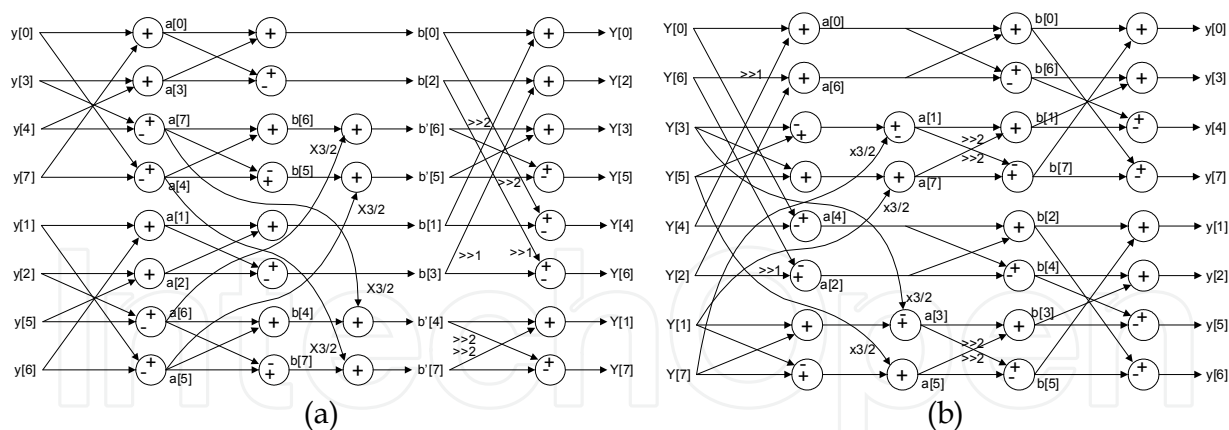 y[0] a[0] b[0] Y[0]
y[3] a[3] b[2] Y[2]
y[4] a[7] b[6] b'[6] >>2 Y[3]
X3/2
y[7] a[4] b[5] b'[5] >>2 Y[5]
X3/2
y[1] a[1] b[1] Y[4]
>>1 >>1
y[2] a[2] b[3] Y[6]
X3/2
y[5] a[6] b[4] b'[4] Y[1]
X3/2 >>2
>>2
y[6] a[5] b[7] b'[7] Y[7]
(a)
Y[0] a[0] b[0] y[0]
Y[6] >>1 a[6] b[6] y[3]
Y[3] a[1] >>2 b[1] y[4]
x3/2 >>2
Y[5] a[7] b[7] y[7]
x3/2
Y[4] a[4] b[2] y[1]
Y[2] >>1 a[2] b[4] y[2]
x3/2
Y[1] a[3] b[3] y[5]
x3/2 >>2
>>2
Y[7] a[5] b[5] y[6]
(b)
IntechOpen